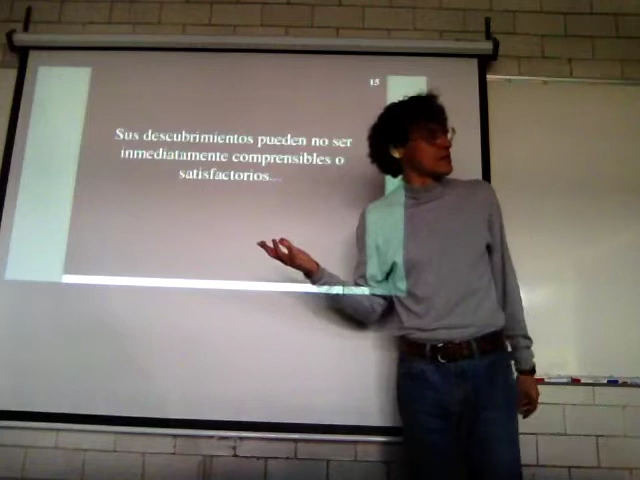 15
Sus descubrimientos pueden no ser
inmediatamente comprensibles o
satisfactorios...